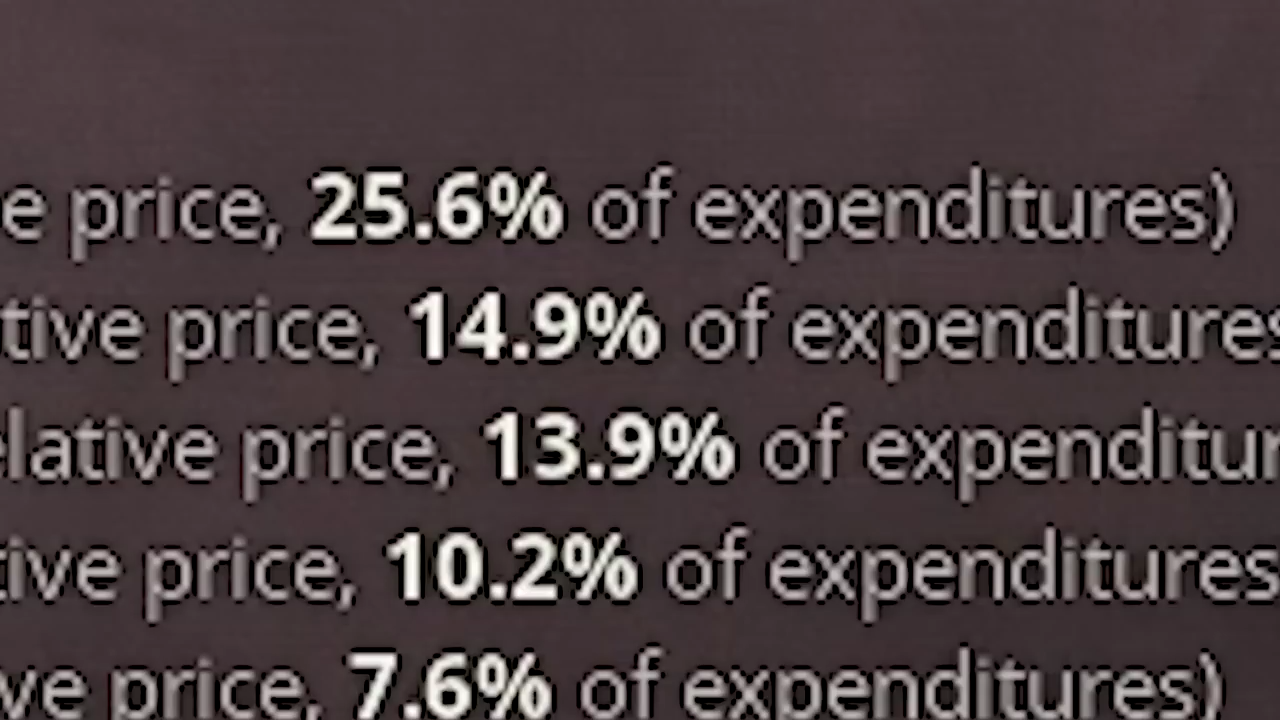 e price, 25.6% of expenditures)
tive price, 14.9% of expenditures
elative price, 13.9% of expenditur
tive price, 10.2% of expenditures
ve price, 7.6% of expenditures)